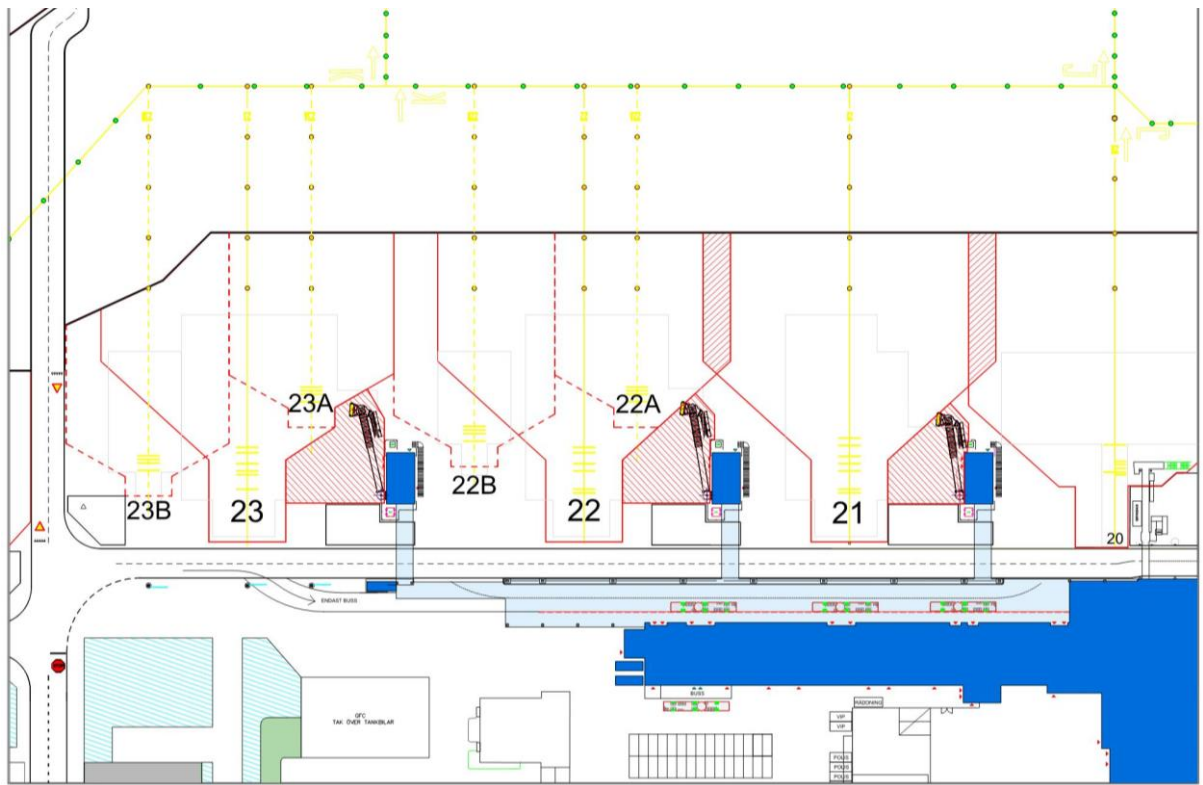 23A
22A
22B
23B
23
22
21
20
ENDAST BUSS
BUSS
GFC
TAK ÖVER TANKBILAR
VIP
VIP
POLIS
POLIS
POLIS